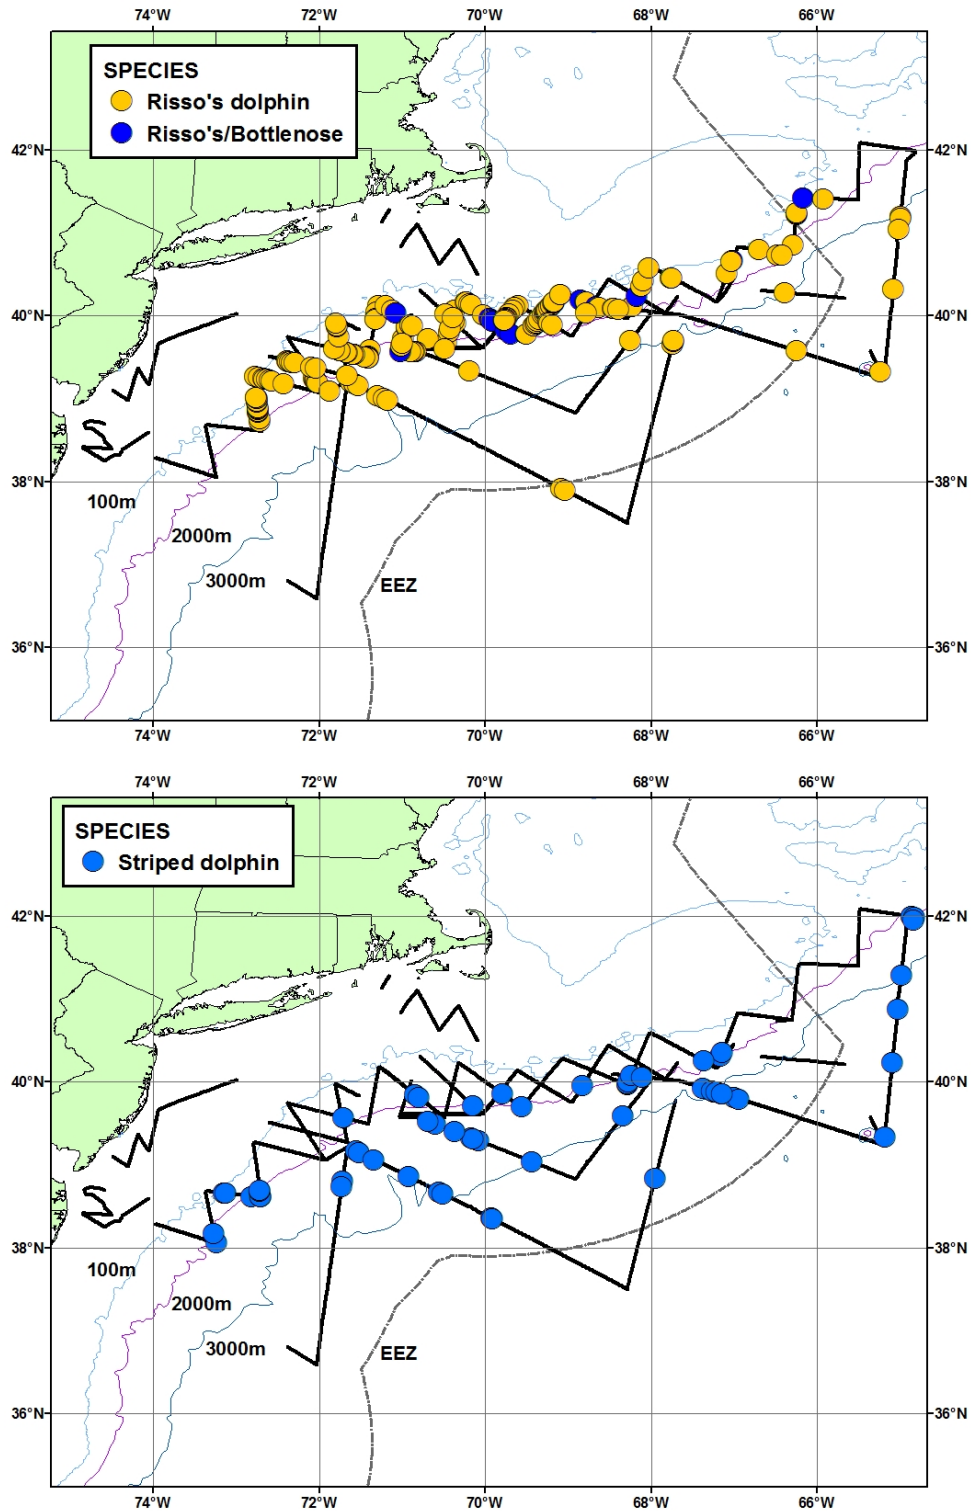 74°W 72°W 70°W 68°W 66°W
SPECIES
Risso's dolphin
Risso's/Bottlenose
42°N 42°N
40°N 40°N
38°N 38°N
100m
2000m
3000m
EEZ
36°N 36°N
74°W 72°W 70°W 68°W 66°W
74°W 72°W 70°W 68°W 66°W
SPECIES
Striped dolphin
42°N 42°N
40°N 40°N
38°N 38°N
100m
2000m
3000m
EEZ
36°N 36°N
74°W 72°W 70°W 68°W 66°W